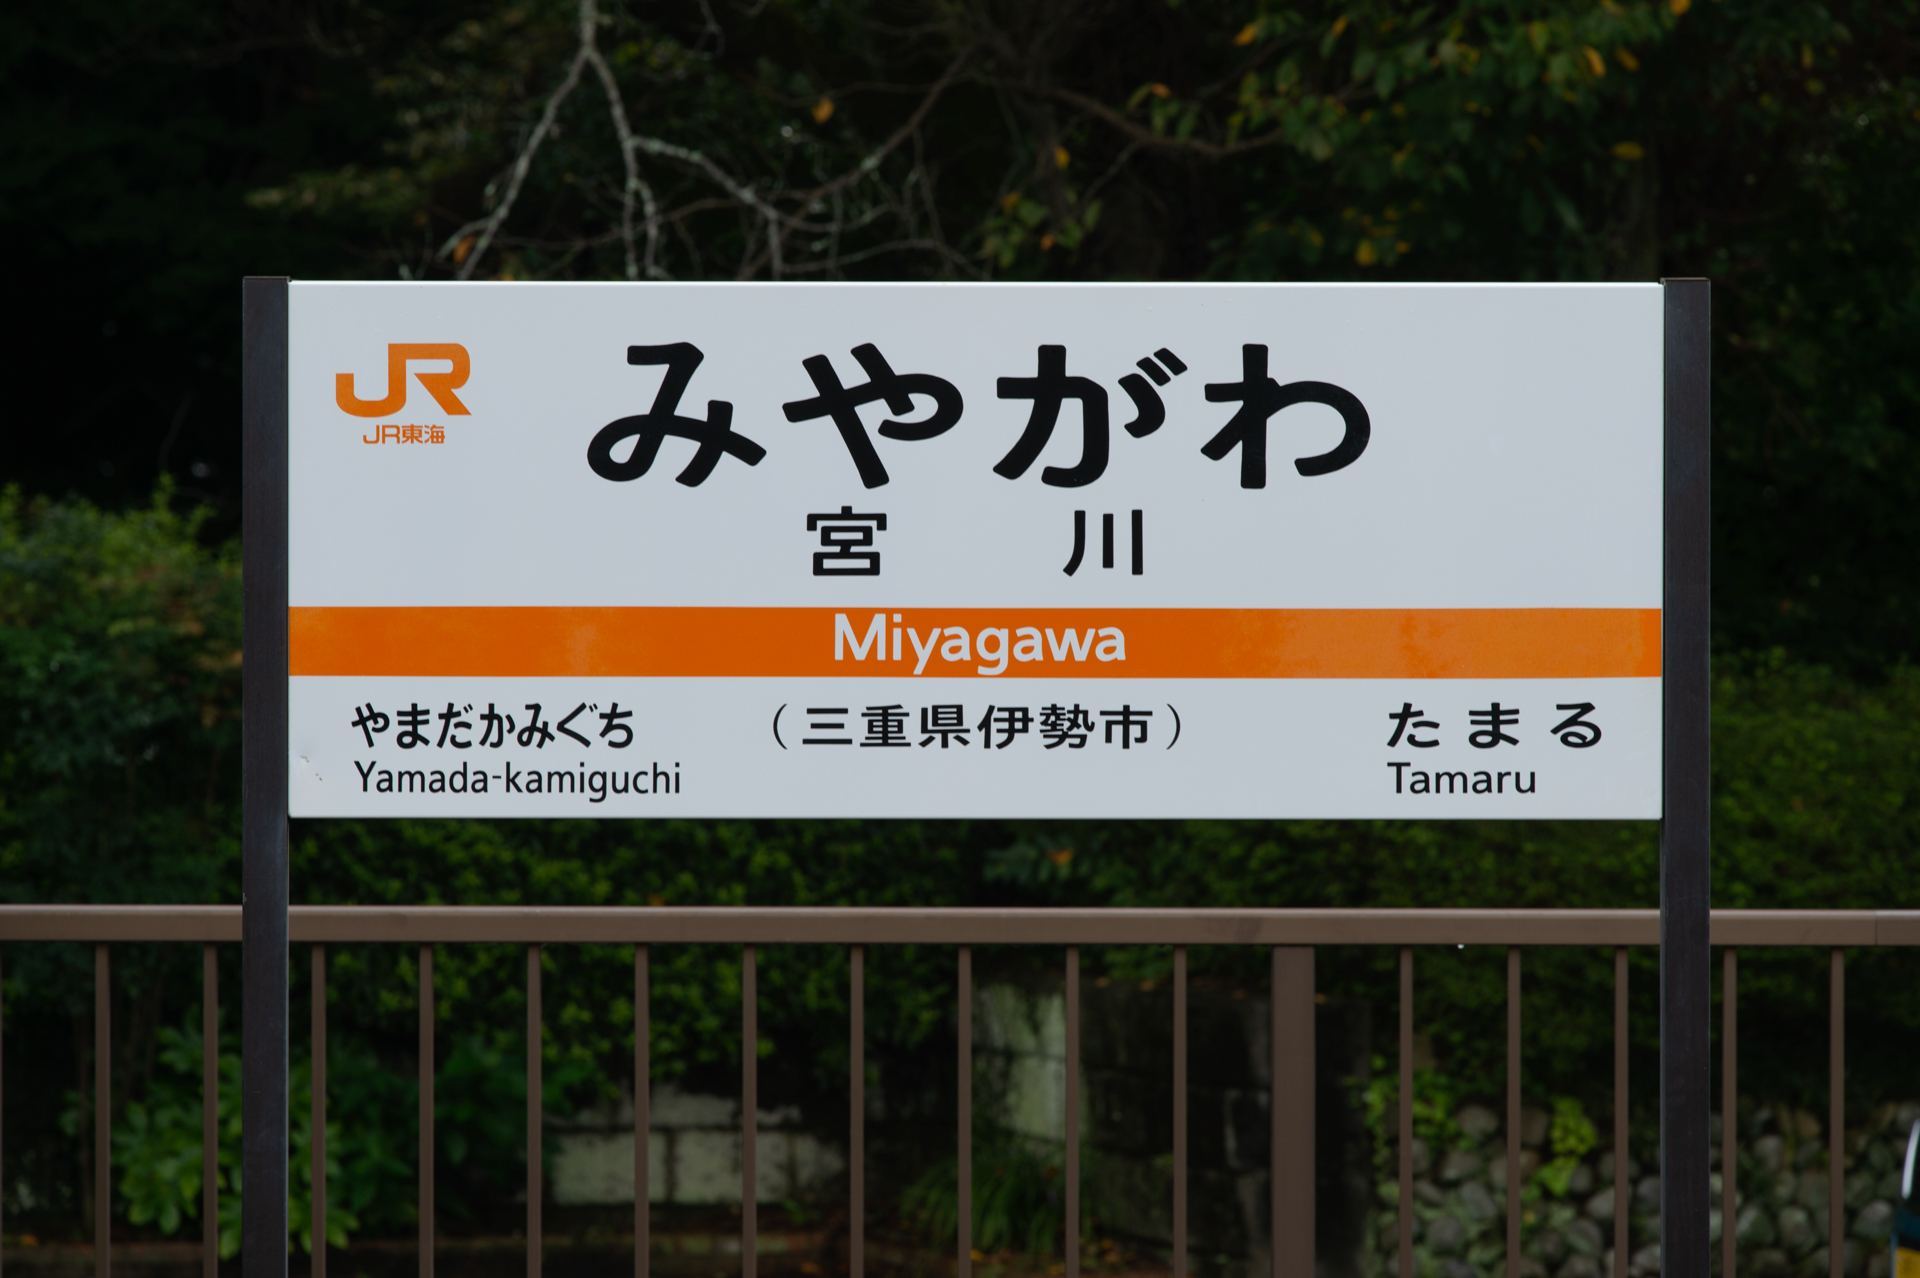 JR
JR東海
みやがわ
宮川
Miyagawa
やまだかみぐち (三重県伊勢市) たまる
Yamada-kamiguchi Tamaru